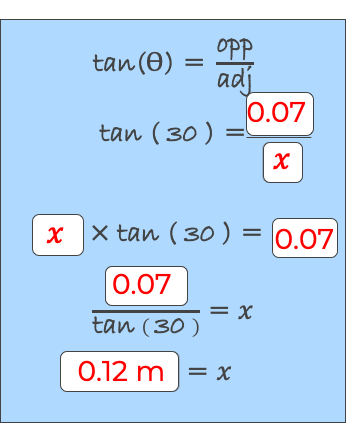 tan(θ) = opp/adj
tan ( 30 ) = 0.07/x
x × tan ( 30 ) = 0.07
0.07/tan ( 30 ) = x
0.12 m = x